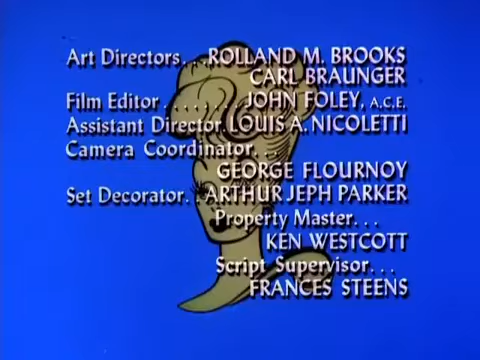 Art Directors. . . ROLLAND M. BROOKS
CARL BRAUNGER
Film Editor . . . . . . . . JOHN FOLEY, A.C.E.
Assistant Director. LOUIS A. NICOLETTI
Camera Coordinator. . .
GEORGE FLOURNOY
Set Decorator. . ARTHUR JEPH PARKER
Property Master. . .
KEN WESTCOTT
Script Supervisor. . .
FRANCES STEENS